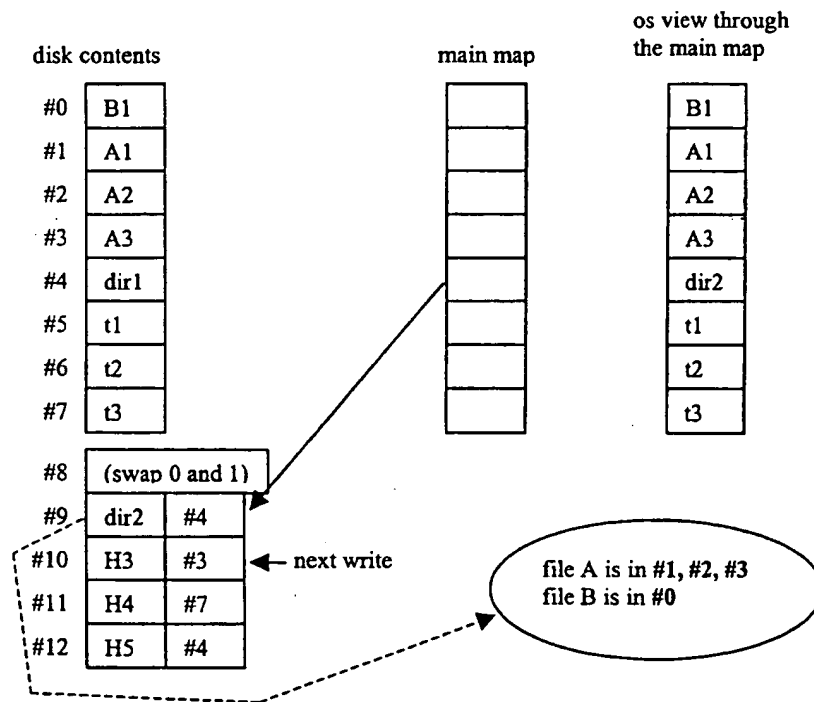 os view through
disk contents main map the main map
#0 B1 B1
#1 A1 A1
#2 A2 A2
#3 A3 A3
#4 dir1 dir2
#5 t1 t1
#6 t2 t2
#7 t3 t3
#8 (swap 0 and 1)
#9 dir2 #4
#10 H3 #3 next write
#11 H4 #7
#12 H5 #4
file A is in #1, #2, #3
file B is in #0